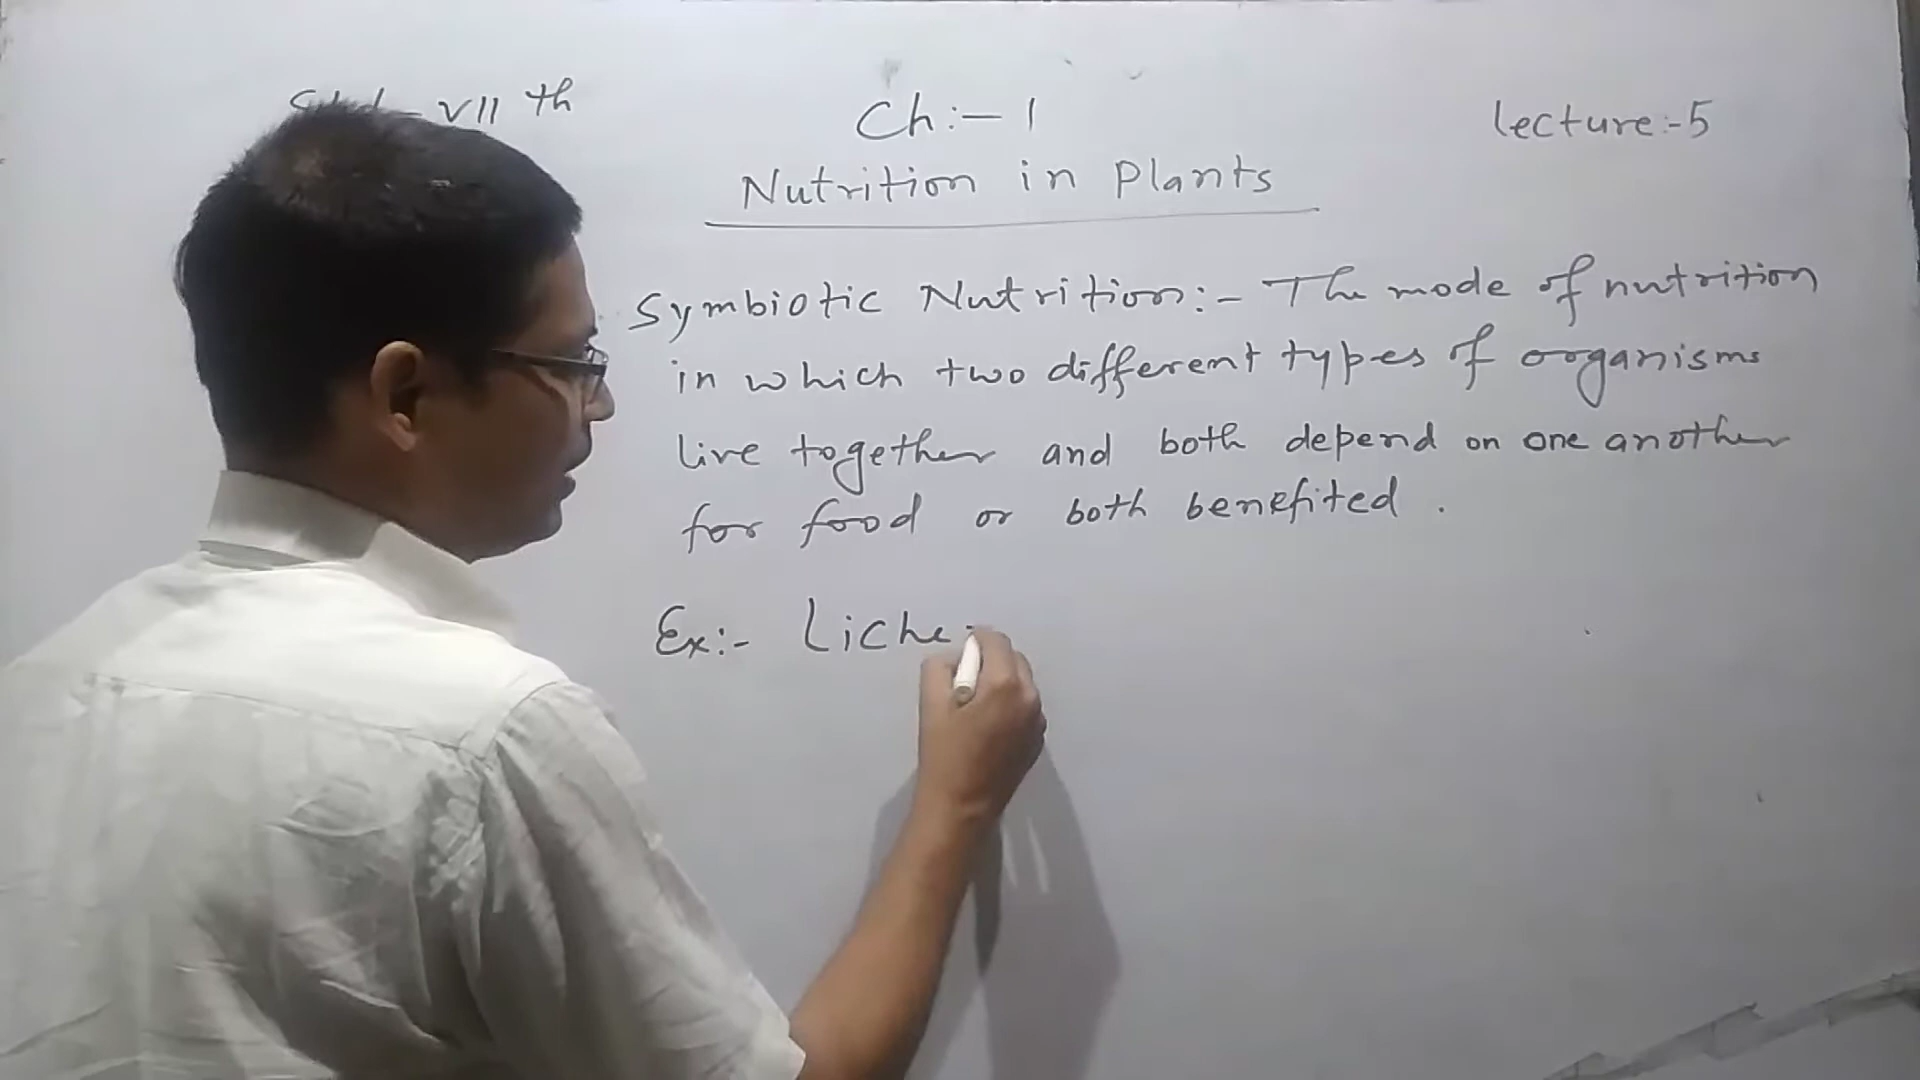 VII th
Ch:- 1
lecture:-5
Nutrition in Plants
Symbiotic Nutrition:- The mode of nutrition
in which two different types of organisms
live together and both depend on one another
for food or both benefited.
Ex:- Liche